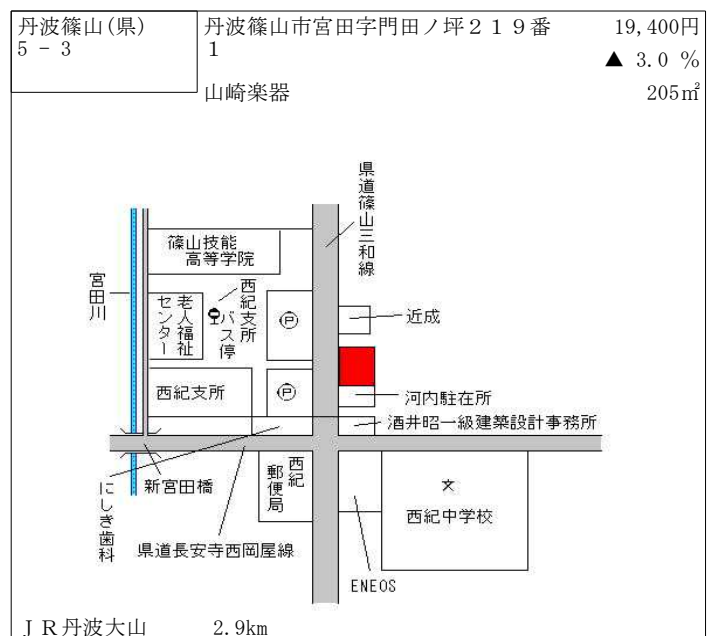 丹波篠山(県)
5 - 3
丹波篠山市宮田字門田ノ坪２１９番
1
19,400円
▲ 3.0 %
山崎楽器
205㎡
県道篠山三和線
篠山技能
高等学院
宮田川
老人福祉
センター
西紀支所
バス停
P
近成
西紀支所
P
河内駐在所
酒井昭一級建築設計事務所
新宮田橋
西紀
郵便局
文
西紀中学校
にしき歯科
県道長安寺西岡屋線
ENEOS
ＪＲ丹波大山
2.9km